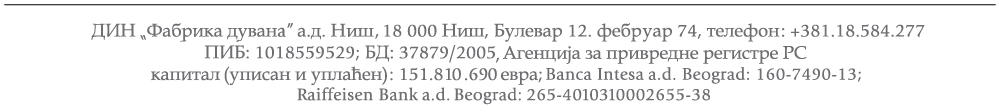 ДИН „Фабрика дувана” а.д. Ниш, 18 000 Ниш, Булевар 12. фебруар 74, телефон: +381.18.584.277
ПИБ: 1018559529; БД: 37879/2005, Агенција за привредне регистре РС
капитал (уписан и уплаћен): 151.810.690 евра; Banca Intesa a.d. Beograd: 160-7490-13;
Raiffeisen Bank a.d. Beograd: 265-4010310002655-38